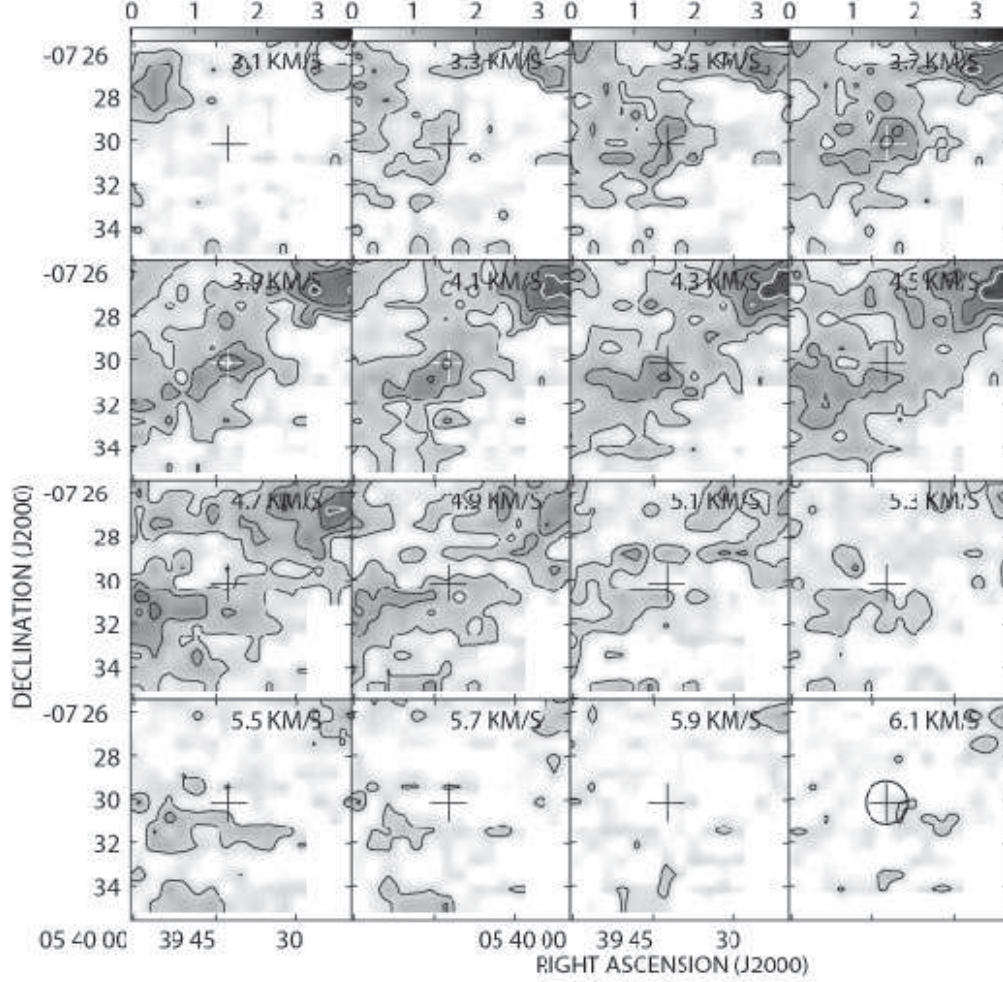 0 1 2 3 0 1 2 3 0 1 2 3 0 1 2 3
-07 26 3.1 KM/S 3.3 KM/S 3.5 KM/S 3.7 KM/S
28
30
32
34
-07 26 3.9 KM/S 4.1 KM/S 4.3 KM/S 4.5 KM/S
28
30
32
34
-07 26 4.7 KM/S 4.9 KM/S 5.1 KM/S 5.3 KM/S
28
30
32
34
-07 26 5.5 KM/S 5.7 KM/S 5.9 KM/S 6.1 KM/S
28
30
32
34
DECLINATION (J2000)
05 40 00 39 45 30 05 40 00 39 45 30
RIGHT ASCENSION (J2000)